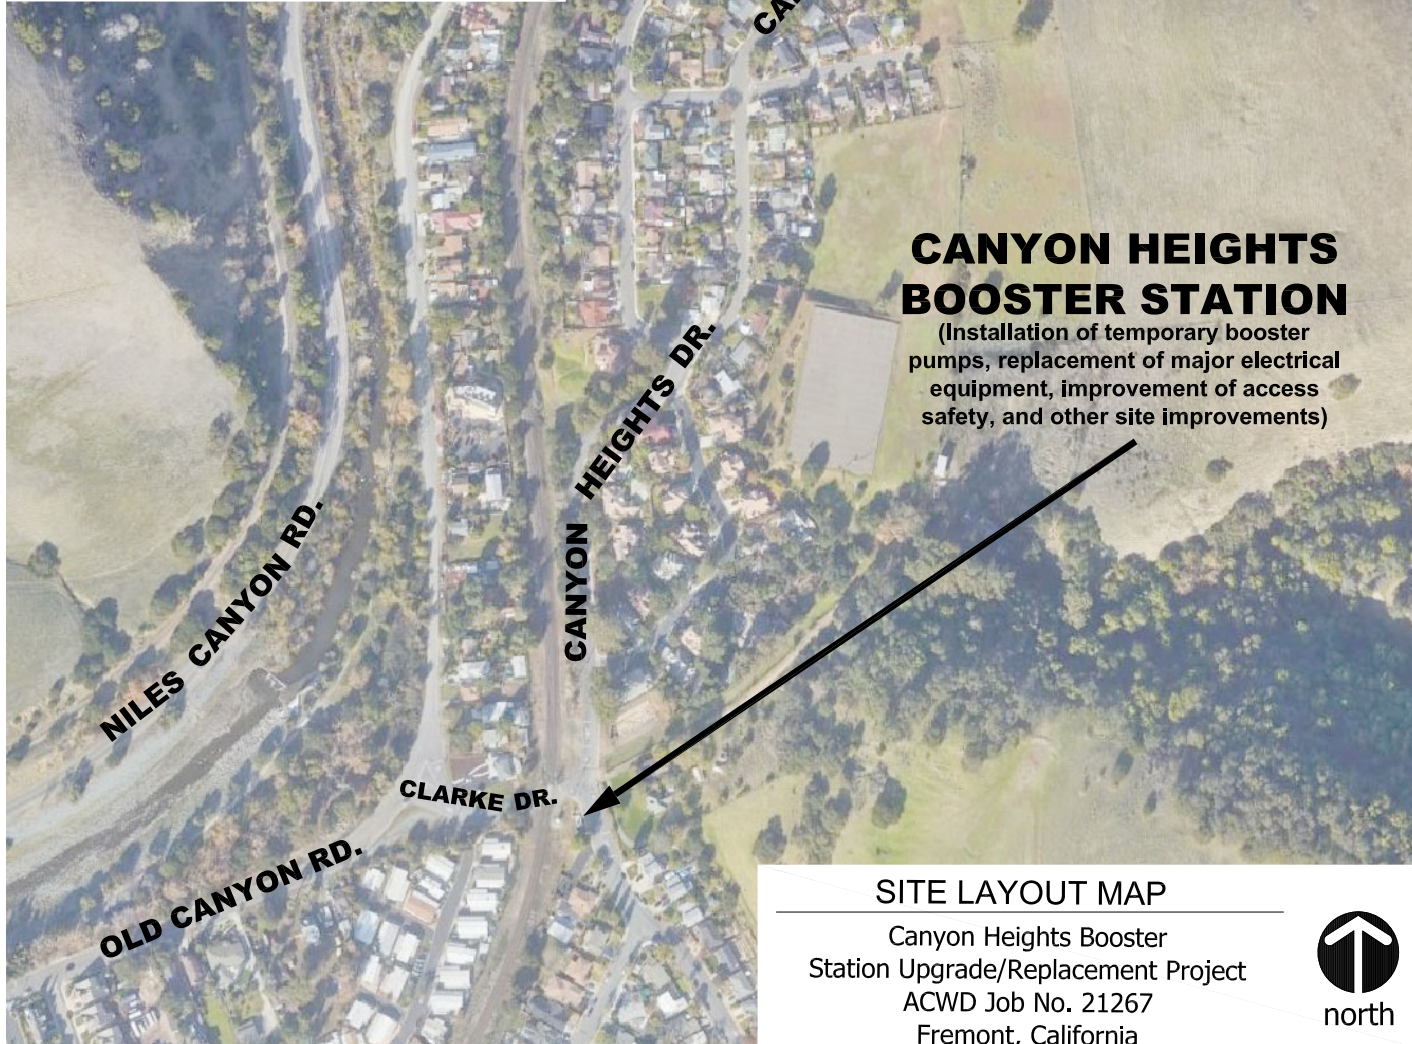 CANYON HEIGHTS
BOOSTER STATION
(Installation of temporary booster
pumps, replacement of major electrical
equipment, improvement of access
safety, and other site improvements)
CANYON HEIGHTS DR.
NILES CANYON RD.
CLARKE DR.
OLD CANYON RD.
SITE LAYOUT MAP
Canyon Heights Booster
Station Upgrade/Replacement Project
ACWD Job No. 21267
Fremont, California
north